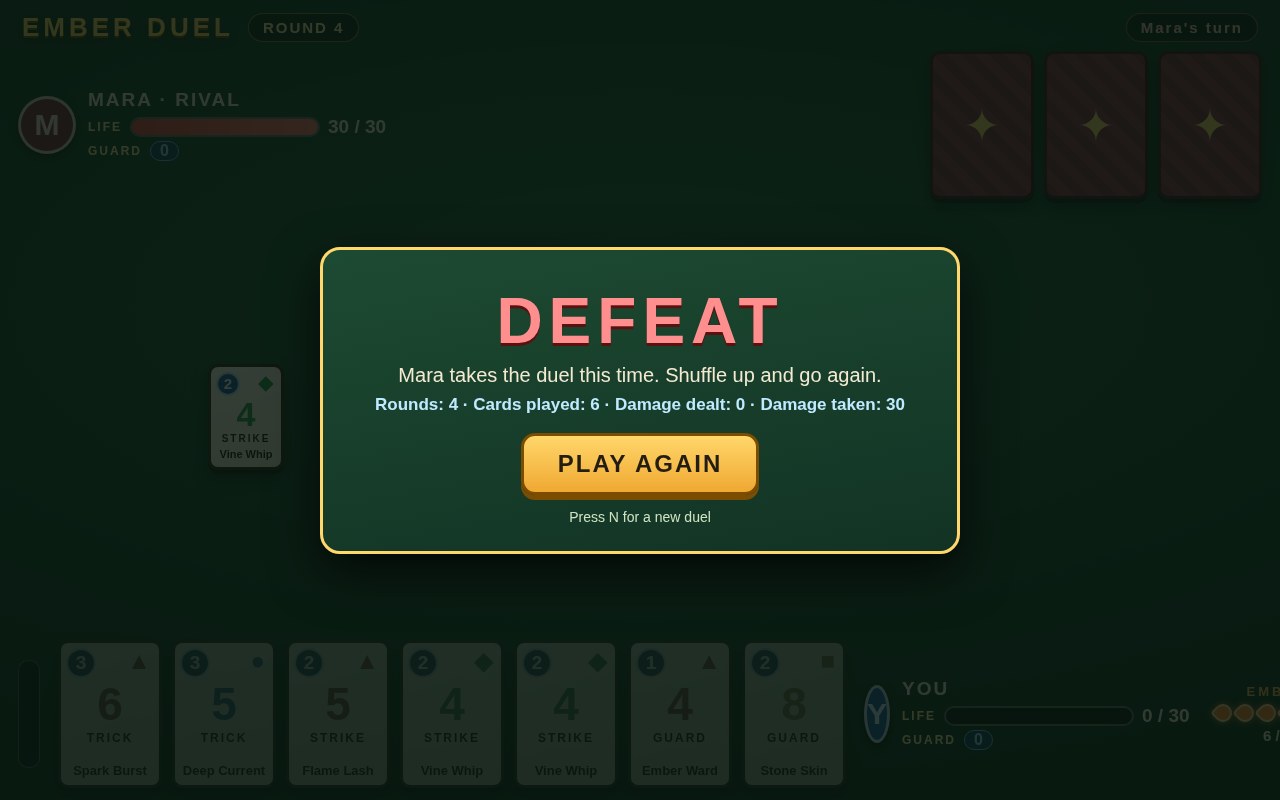 EMBER DUEL
ROUND 4
Mara's turn
M
MARA · RIVAL
LIFE 30 / 30
GUARD 0
DEFEAT
Mara takes the duel this time. Shuffle up and go again.
Rounds: 4 · Cards played: 6 · Damage dealt: 0 · Damage taken: 30
PLAY AGAIN
Press N for a new duel
2
4
STRIKE
Vine Whip
3
6
TRICK
Spark Burst
3
5
TRICK
Deep Current
2
5
STRIKE
Flame Lash
2
4
STRIKE
Vine Whip
2
4
STRIKE
Vine Whip
1
4
GUARD
Ember Ward
2
8
GUARD
Stone Skin
Y
YOU
LIFE 0 / 30
GUARD 0
EMB
6 /